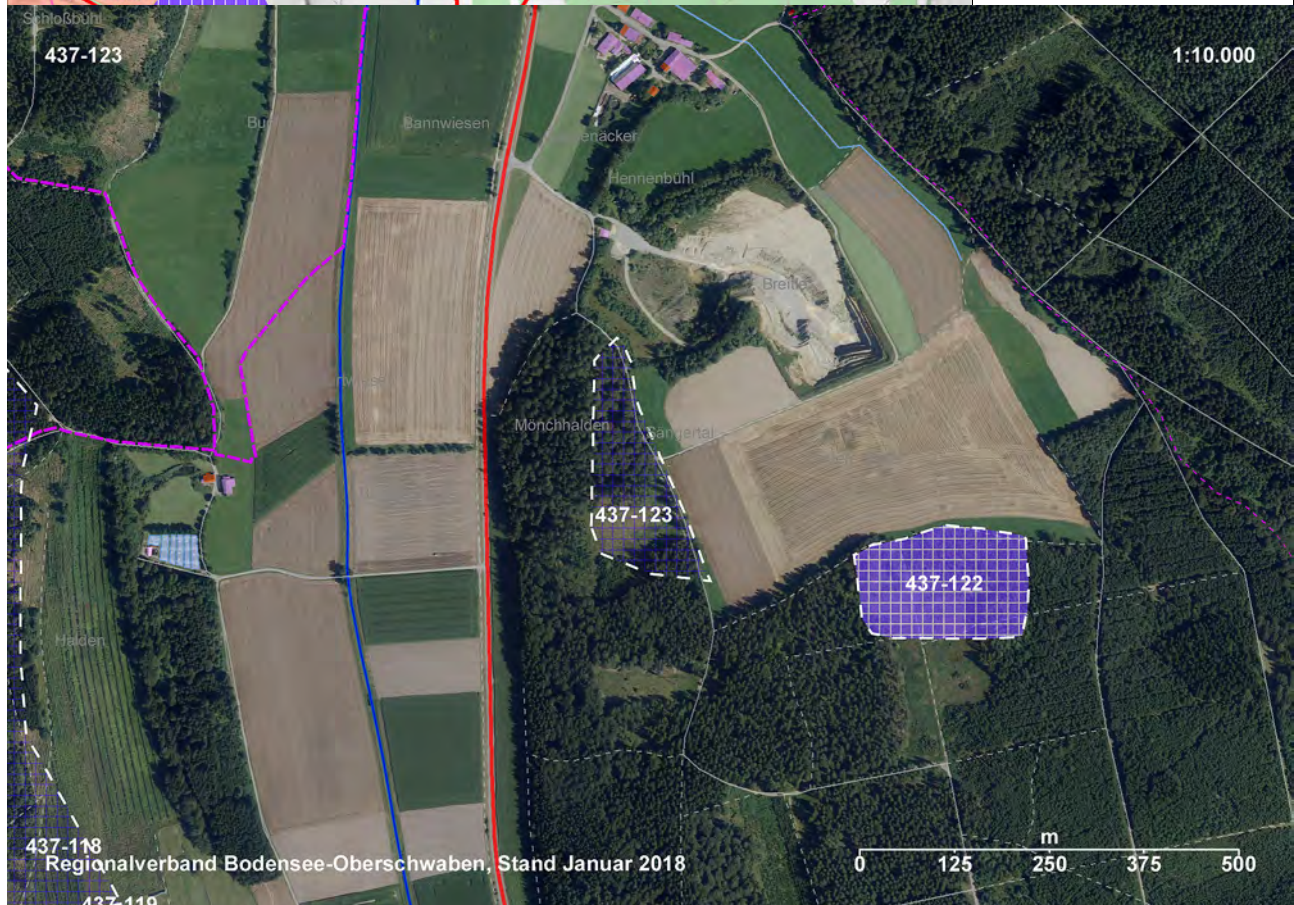 Schloßbühl
437-123
1:10.000
Bannwiesen
Hennenbühl
Mönchhalden
437-123
437-122
Halden
437-118
Regionalverband Bodensee-Oberschwaben, Stand Januar 2018
m
0 125 250 375 500
437-119